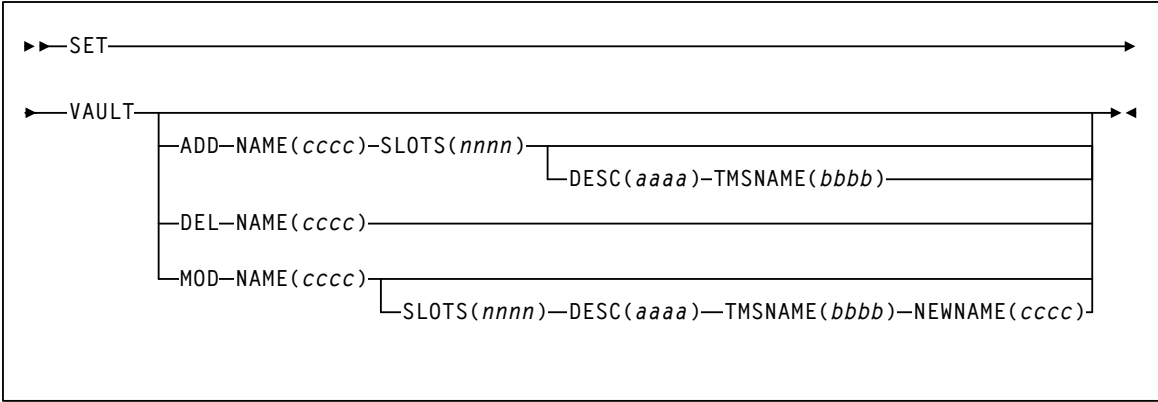 SET
VAULT
ADD NAME(cccc) SLOTS(nnnn)
DESC(aaaa) TMSNAME(bbbb)
DEL NAME(cccc)
MOD NAME(cccc)
SLOTS(nnnn) DESC(aaaa) TMSNAME(bbbb) NEWNAME(cccc)